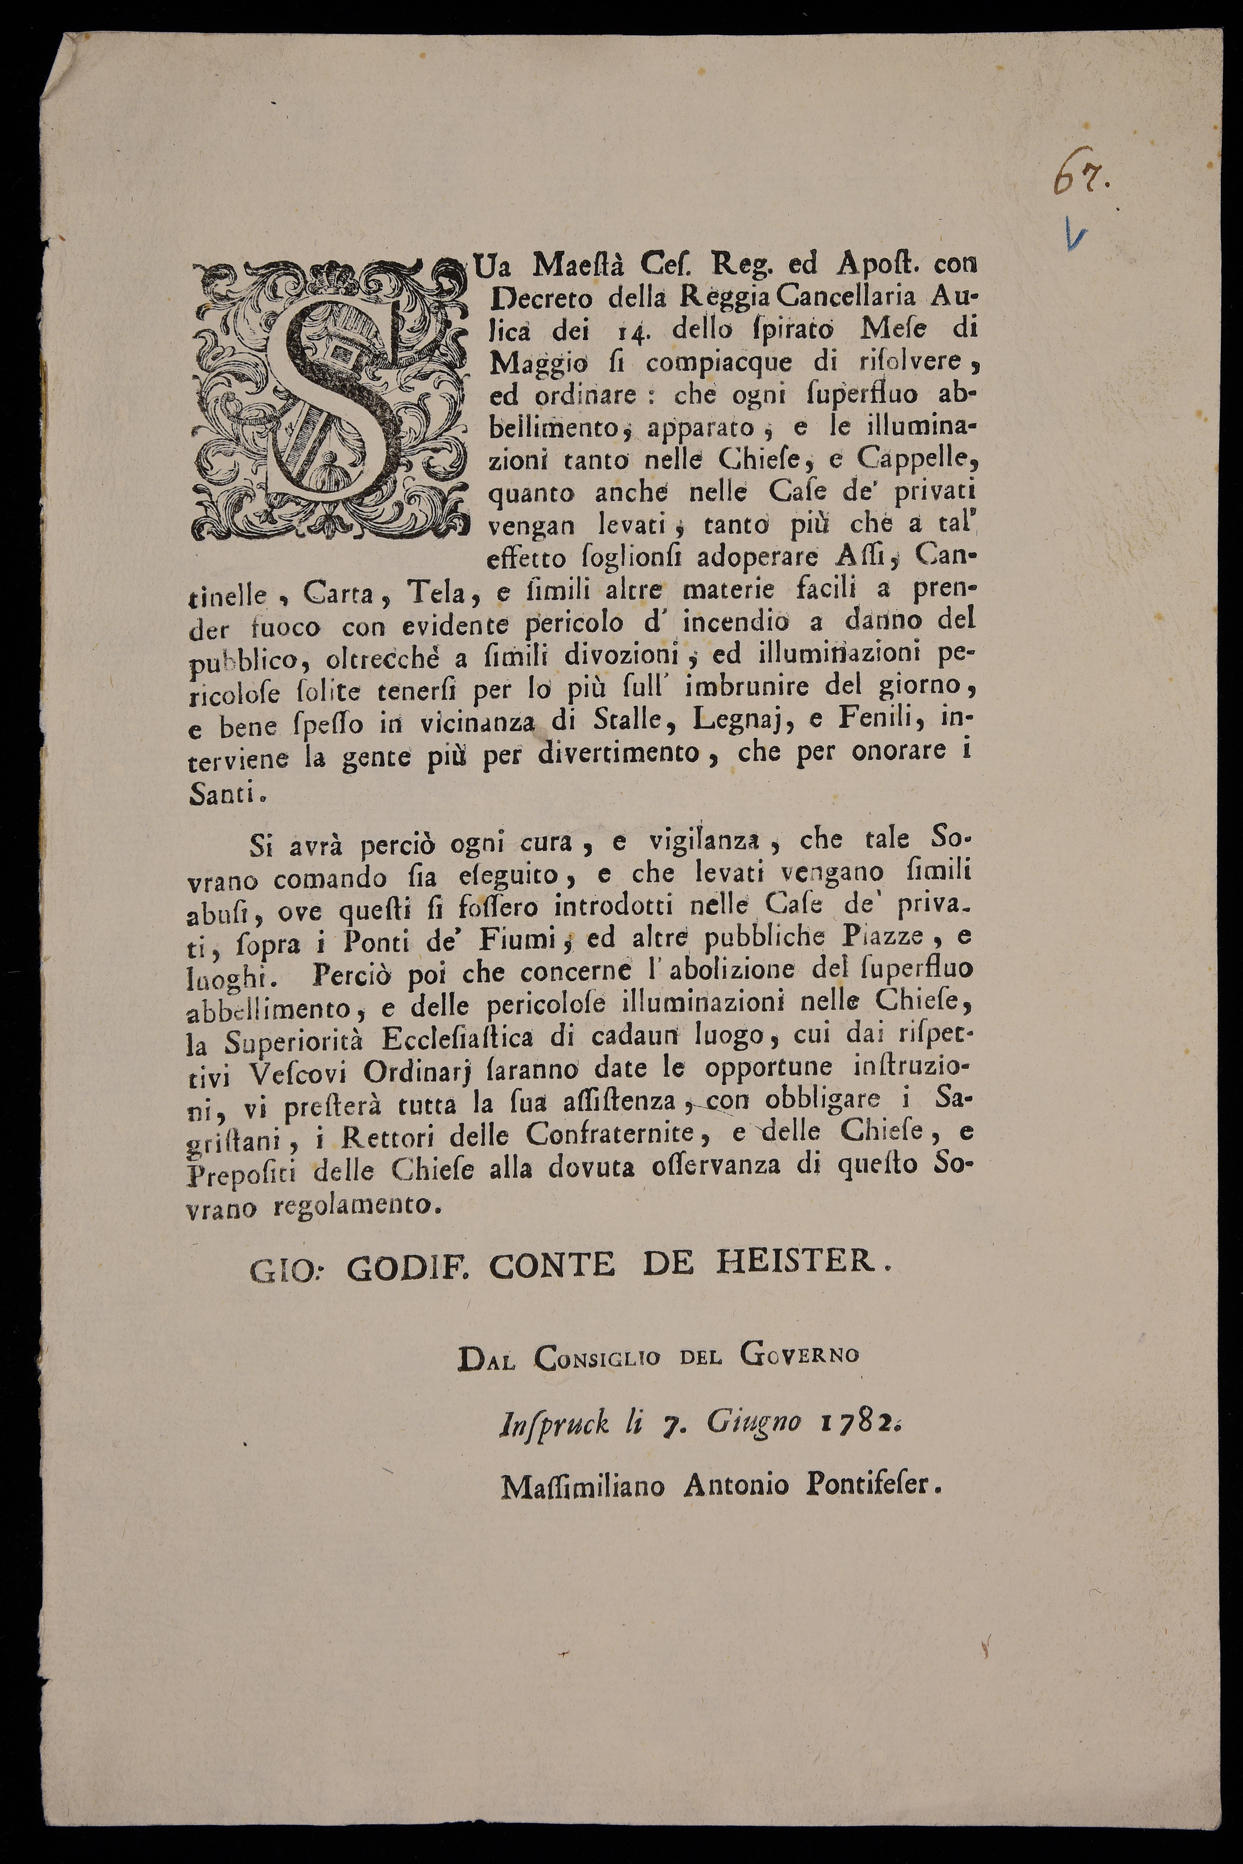 67.
V
SUa Maeſtà Ceſ. Reg. ed Apoſt. con
Decreto della Reggia Cancellaria Au-
lica dei 14. dello ſpirato Meſe di
Maggio ſi compiacque di riſolvere,
ed ordinare: che ogni ſuperfluo ab-
bellimento, apparato, e le illumina-
zioni tanto nelle Chieſe, e Cappelle,
quanto anche nelle Caſe de' privati
vengan levati, tanto più che a tal'
effetto ſoglionſi adoperare Aſſi, Can-
tinelle, Carta, Tela, e ſimili altre materie facili a pren-
der fuoco con evidente pericolo d' incendio a danno del
pubblico, oltrecchè a ſimili divozioni, ed illuminazioni pe-
ricoloſe ſolite tenerſi per lo più ſull' imbrunire del giorno,
e bene ſpeſſo in vicinanza di Stalle, Legnaj, e Fenili, in-
terviene la gente più per divertimento, che per onorare i
Santi.
Si avrà perciò ogni cura, e vigilanza, che tale So-
vrano comando ſia eſeguito, e che levati vengano ſimili
abuſi, ove queſti ſi foſſero introdotti nelle Caſe de' priva-
ti, ſopra i Ponti de' Fiumi, ed altre pubbliche Piazze, e
luoghi. Perciò poi che concerne l' abolizione del ſuperfluo
abbellimento, e delle pericoloſe illuminazioni nelle Chieſe,
la Superiorità Eccleſiaſtica di cadaun luogo, cui dai riſpet-
tivi Veſcovi Ordinarj ſaranno date le opportune inſtruzio-
ni, vi preſterà tutta la ſua aſſiſtenza, con obbligare i Sa-
griſtani, i Rettori delle Confraternite, e delle Chieſe, e
Prepoſiti delle Chieſe alla dovuta oſſervanza di queſto So-
vrano regolamento.
GIO: GODIF. CONTE DE HEISTER.
DAL CONSIGLIO DEL GOVERNO
Inſpruck li 7. Giugno 1782.
Maſſimiliano Antonio Pontifeſer.